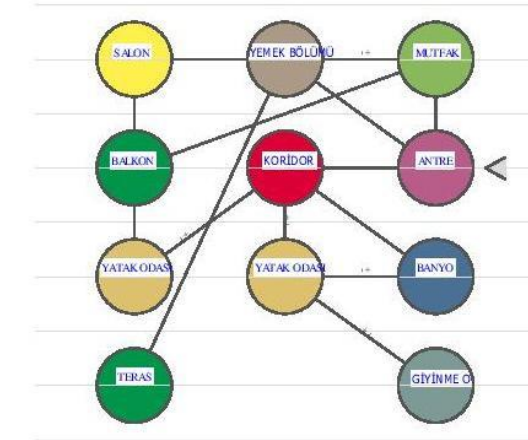 SALON
YEMEK BÖLÜMÜ
MUTFAK
BALKON
KORİDOR
ANTRE
YATAK ODASI
YATAK ODASI
BANYO
TERAS
GİYİNME O